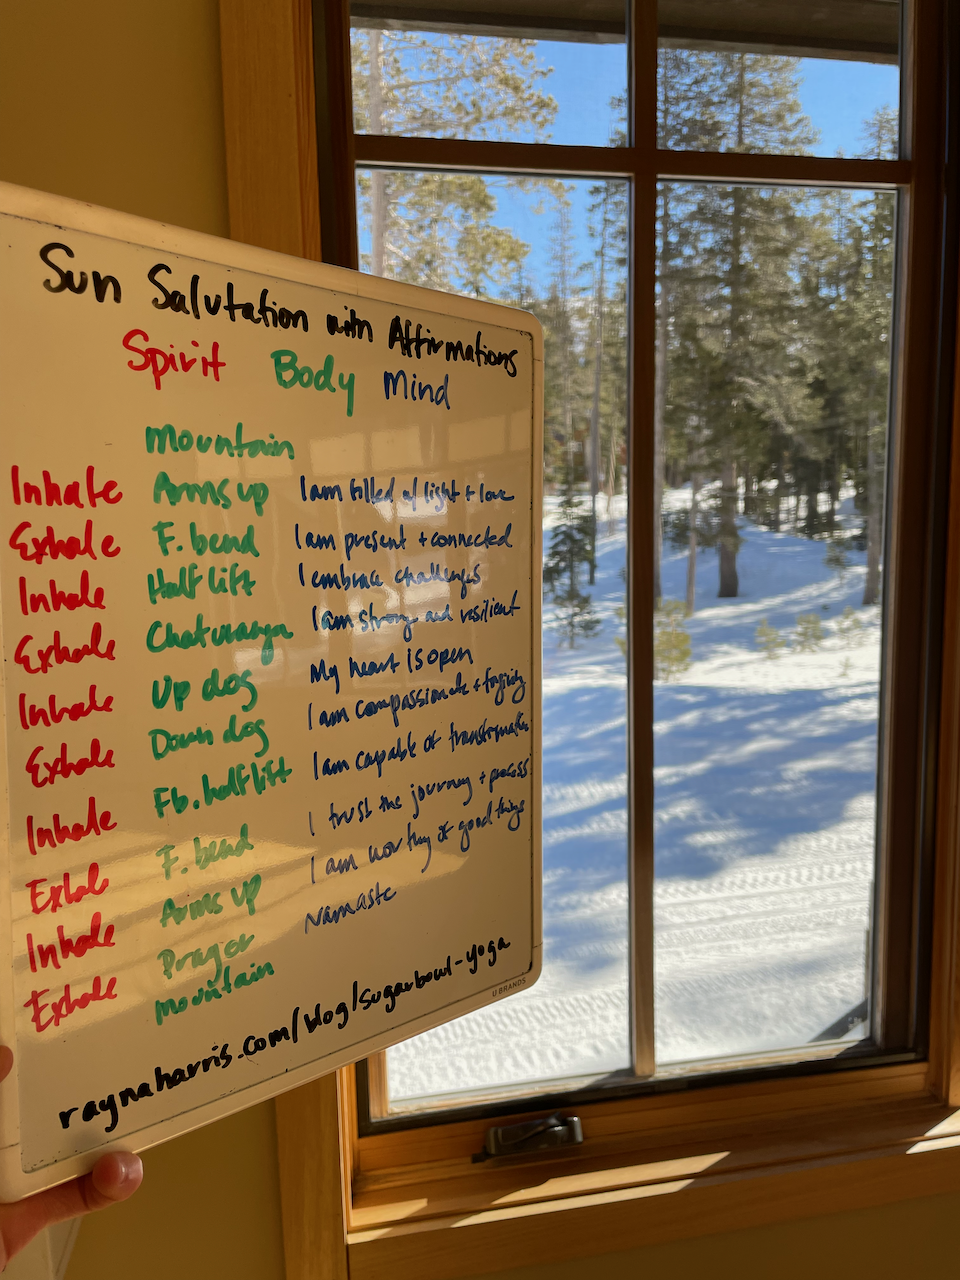 Sun Salutation with Affirmations
Spirit Body Mind
mountain
Inhale Arms up I am filled of light + love
Exhale F. bend I am present + connected
Inhale Half lift I embrace challenges
Exhale Chaturanga I am strong and resilient
Inhale Up dog My heart is open
Exhale Down dog I am compassionate + forgiving
Inhale Fb. half lift I am capable of transformation
Exhale F. bend I trust the journey + process
Inhale Arms up I am worthy of good things
Exhale Prayer Namaste
mountain
raynaharris.com/blog/sugarbowl-yoga
U BRANDS